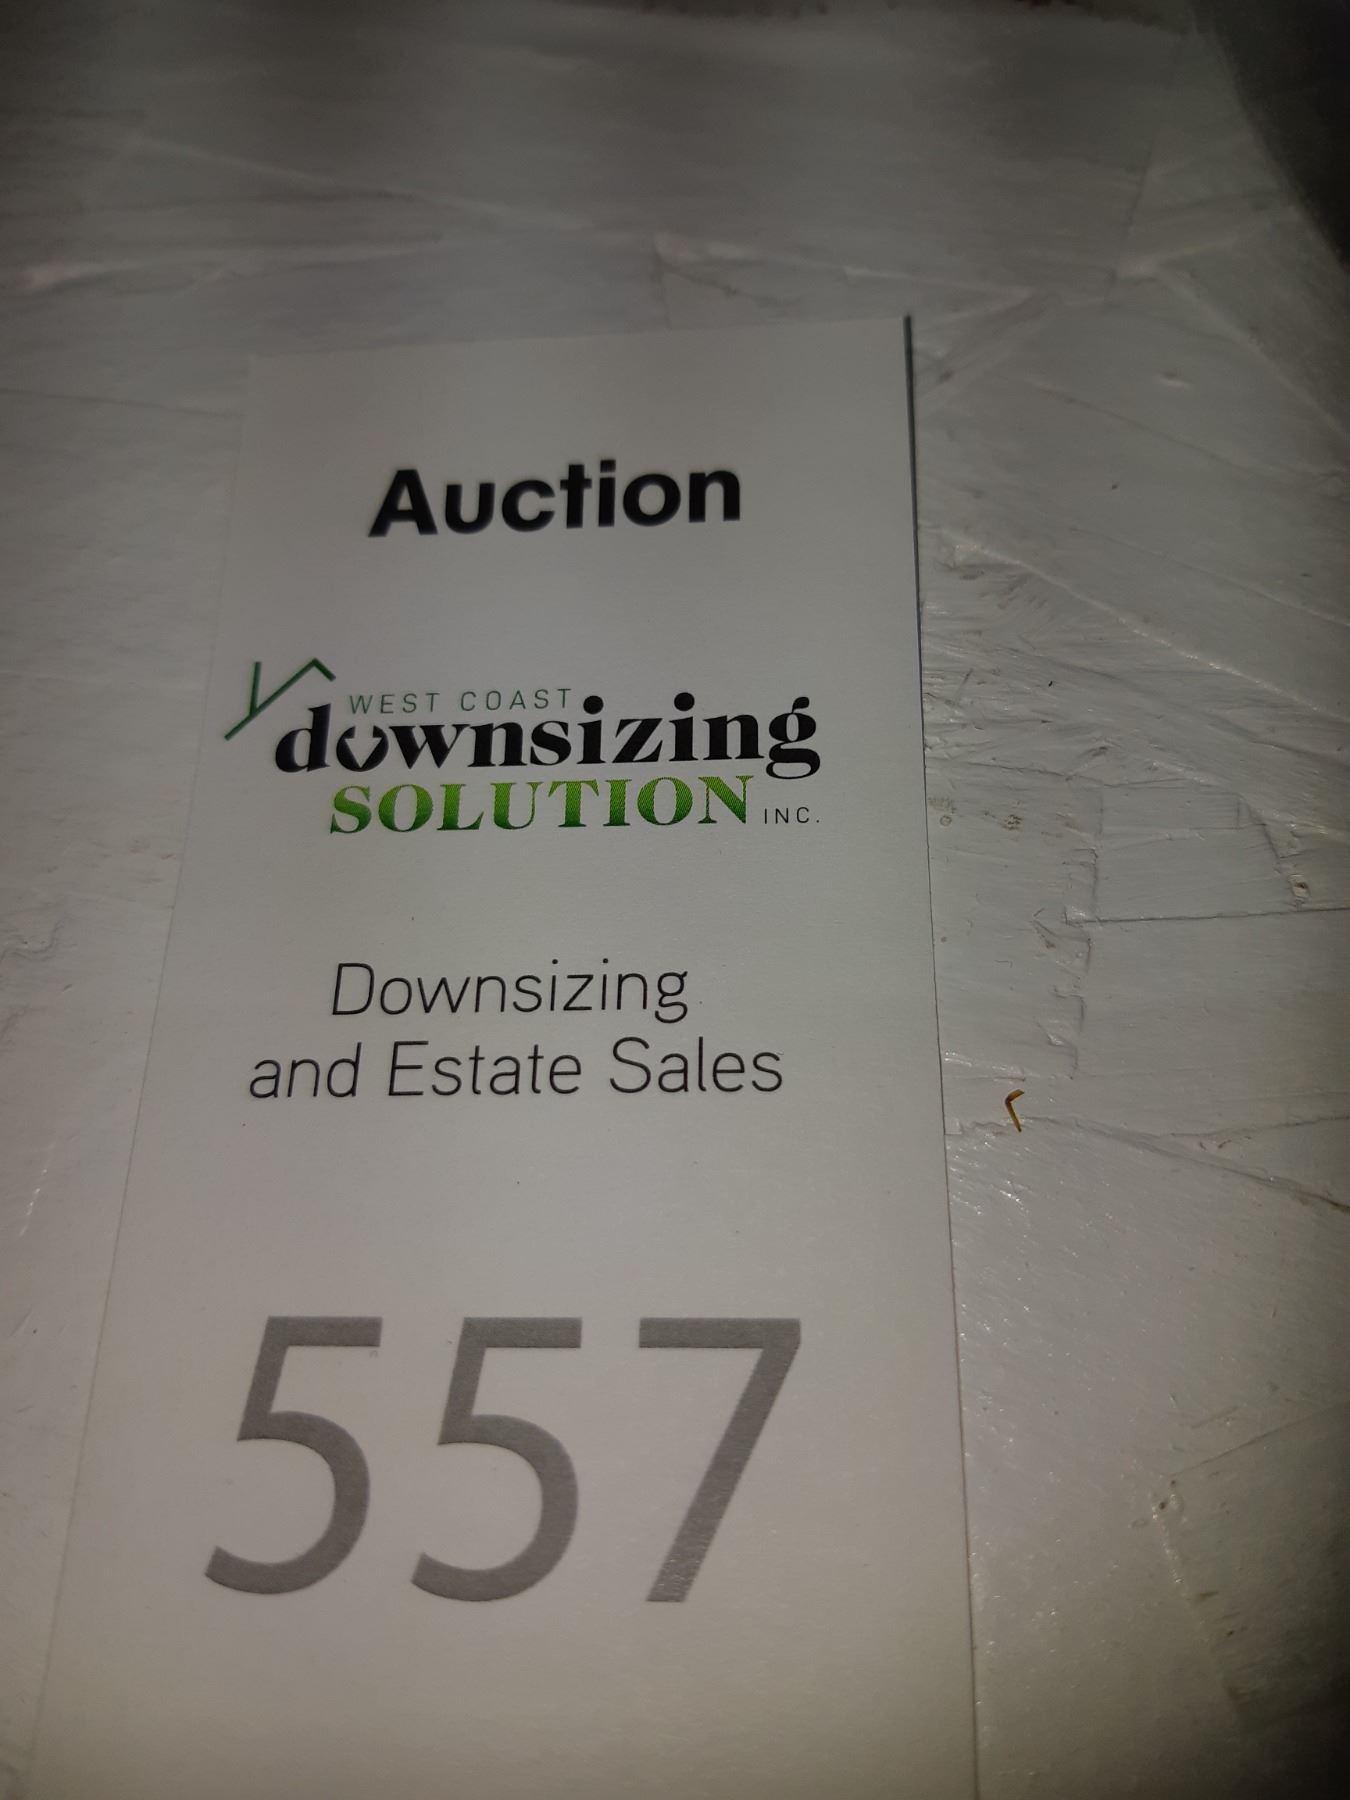 Auction
WEST COAST
downsizing
SOLUTION INC.
Downsizing
and Estate Sales
557